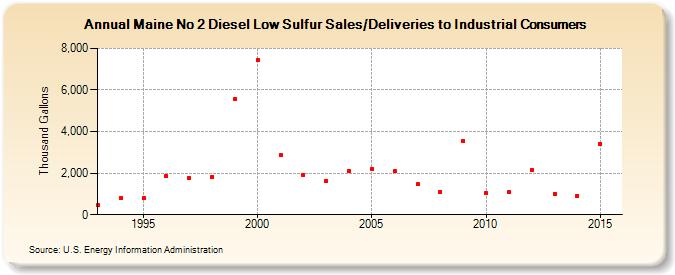 Annual Maine No 2 Diesel Low Sulfur Sales/Deliveries to Industrial Consumers
Thousand Gallons
8,000
6,000
4,000
2,000
0
1995 2000 2005 2010 2015
Source: U.S. Energy Information Administration